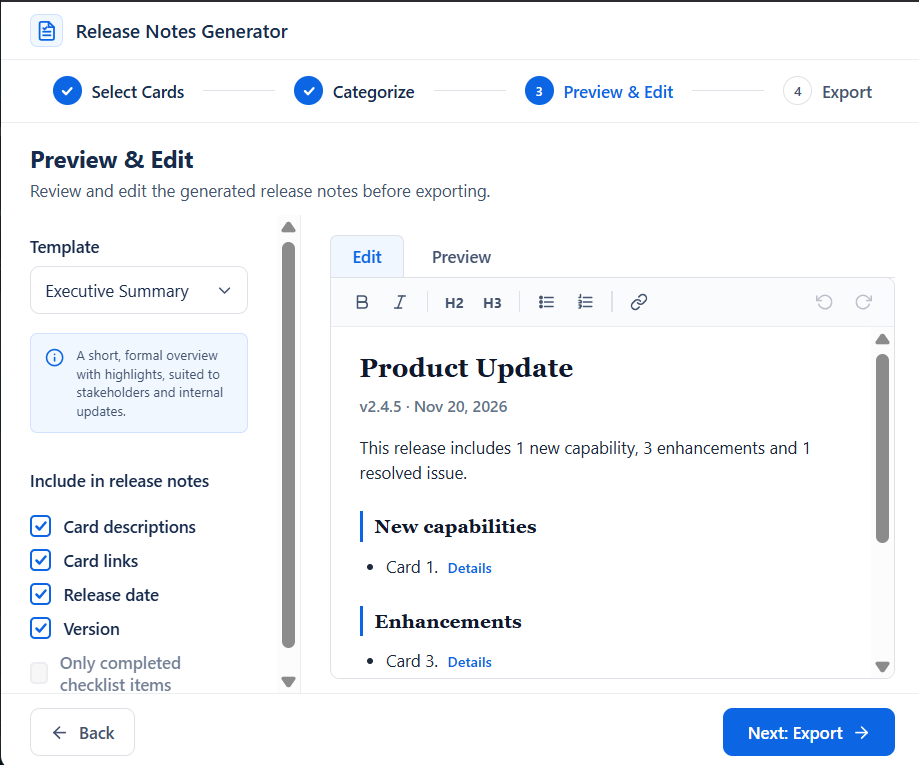 Release Notes Generator
Select Cards
Categorize
3 Preview & Edit
4 Export
Preview & Edit
Review and edit the generated release notes before exporting.
Template
Executive Summary
A short, formal overview
with highlights, suited to
stakeholders and internal
updates.
Include in release notes
Card descriptions
Card links
Release date
Version
Only completed
checklist items
Edit
Preview
B I H2 H3
Product Update
v2.4.5 · Nov 20, 2026
This release includes 1 new capability, 3 enhancements and 1
resolved issue.
New capabilities
• Card 1. Details
Enhancements
• Card 3. Details
Back
Next: Export